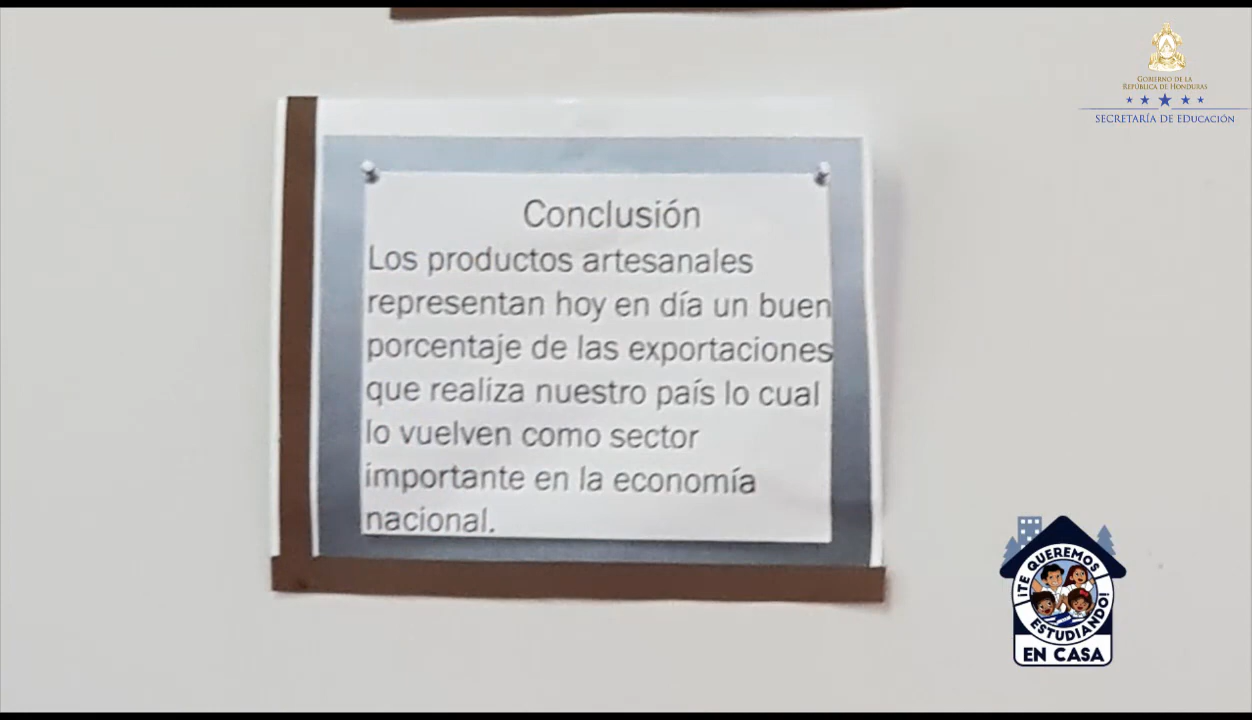 GOBIERNO DE LA
REPÚBLICA DE HONDURAS
SECRETARÍA DE EDUCACIÓN
Conclusión
Los productos artesanales
representan hoy en día un buen
porcentaje de las exportaciones
que realiza nuestro país lo cual
lo vuelven como sector
importante en la economía
nacional.
¡TE QUEREMOS
ESTUDIANDO!
EN CASA